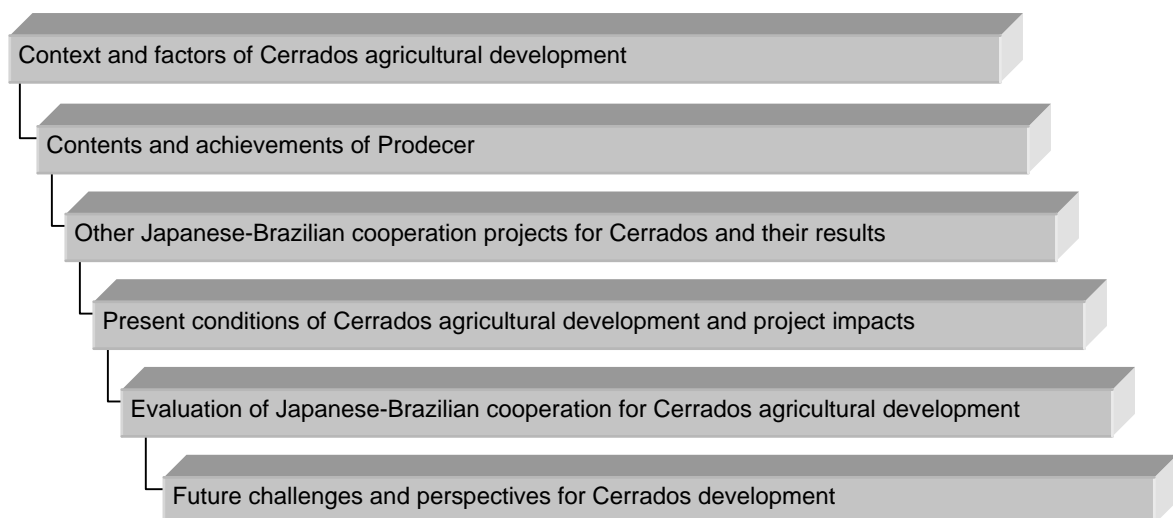 Context and factors of Cerrados agricultural development
Contents and achievements of Prodecer
Other Japanese-Brazilian cooperation projects for Cerrados and their results
Present conditions of Cerrados agricultural development and project impacts
Evaluation of Japanese-Brazilian cooperation for Cerrados agricultural development
Future challenges and perspectives for Cerrados development